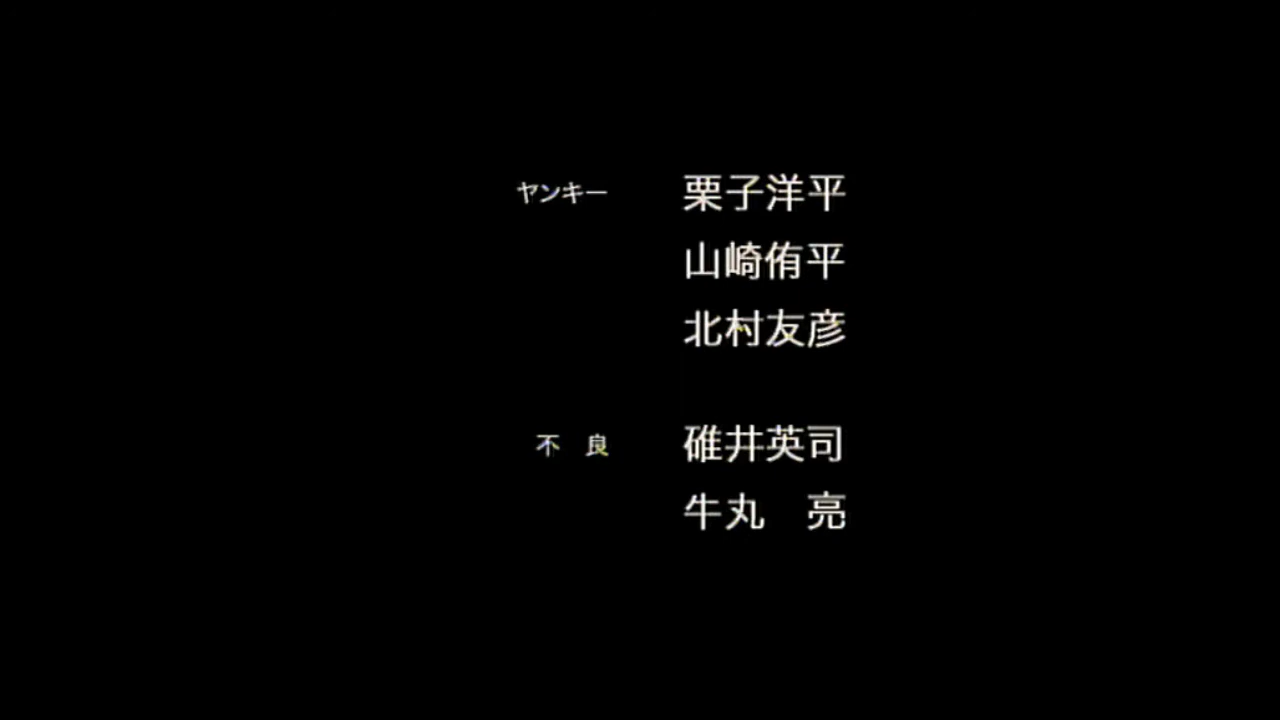 ヤンキー　栗子洋平
山崎侑平
北村友彦
不　良　碓井英司
牛丸　亮